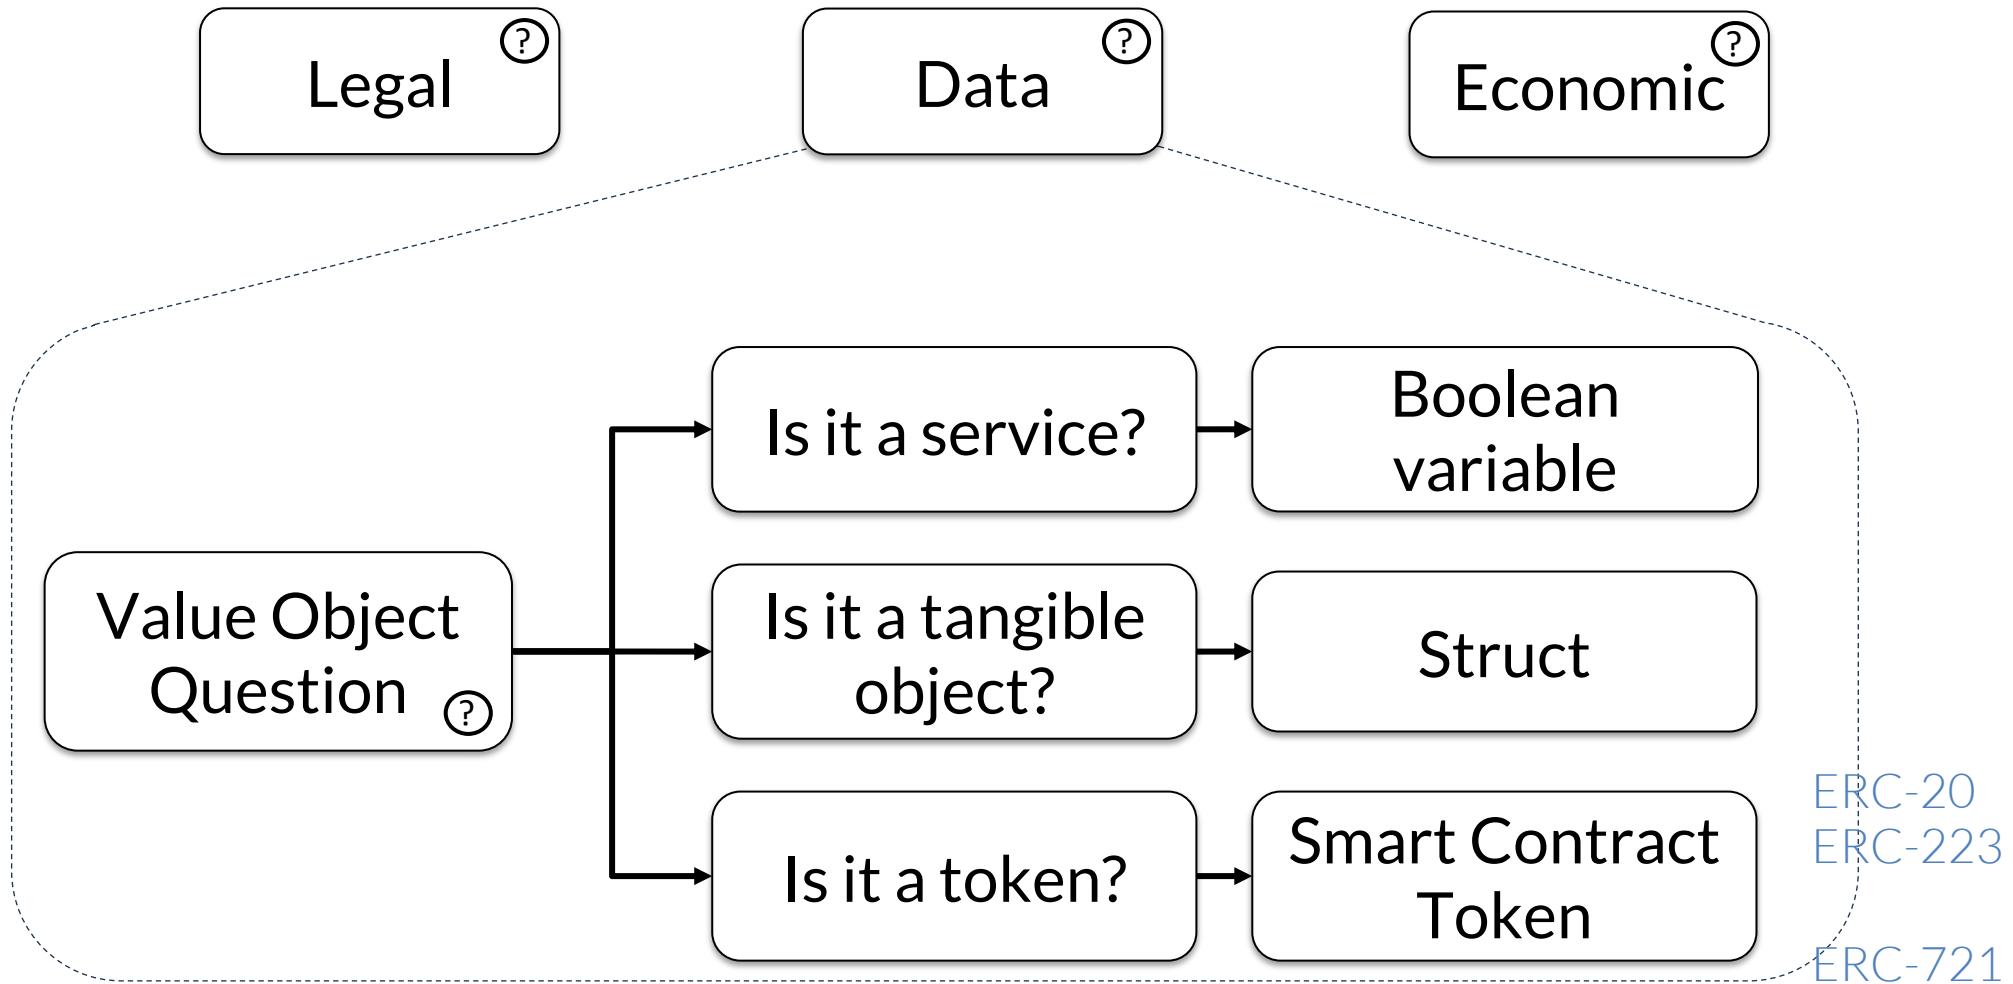 Legal
?
Data
?
Economic
?
Is it a service?
Boolean
variable
Value Object
Question
?
Is it a tangible
object?
Struct
Is it a token?
Smart Contract
Token
ERC-20
ERC-223
ERC-721